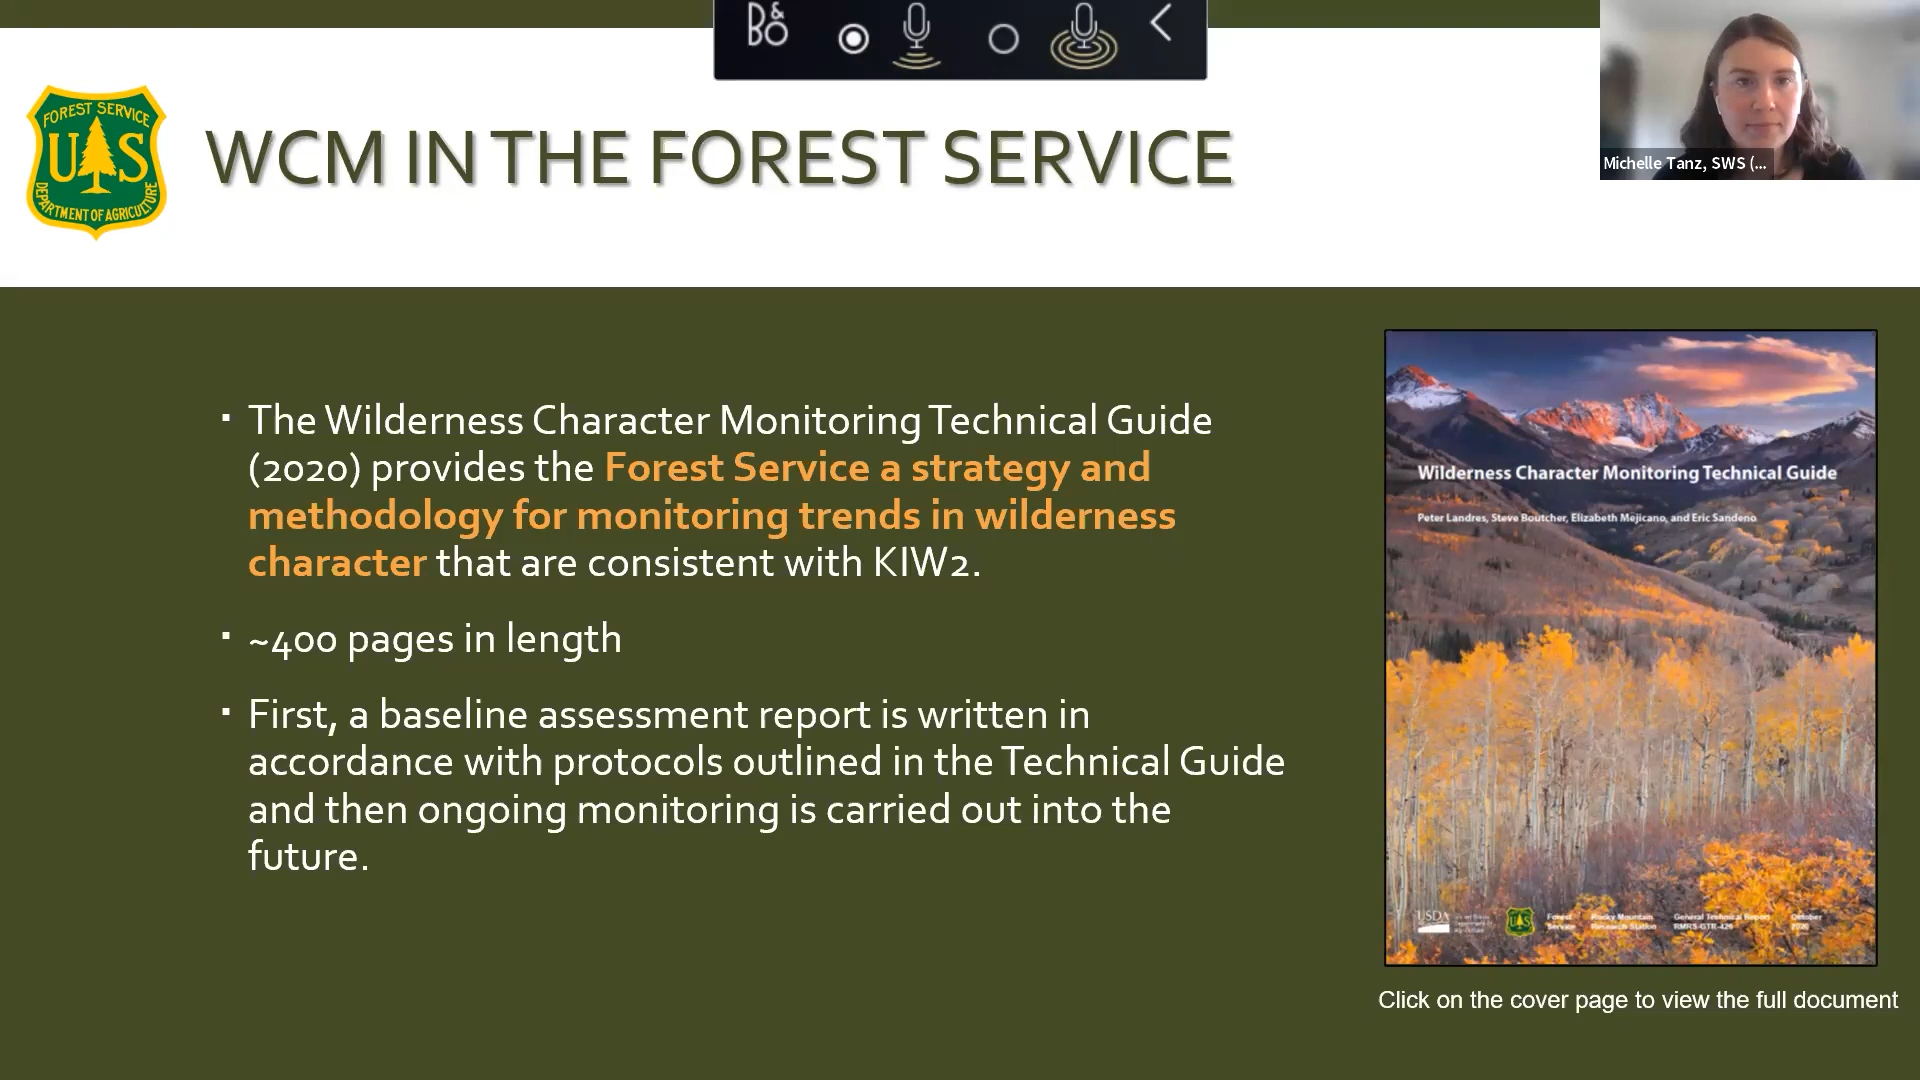 B&O
Michelle Tanz, SWS (...
FOREST SERVICE
US
DEPARTMENT OF AGRICULTURE
WCM IN THE FOREST SERVICE
▪ The Wilderness Character Monitoring Technical Guide
(2020) provides the Forest Service a strategy and
methodology for monitoring trends in wilderness
character that are consistent with KIW2.
▪ ~400 pages in length
▪ First, a baseline assessment report is written in
accordance with protocols outlined in the Technical Guide
and then ongoing monitoring is carried out into the
future.
Wilderness Character Monitoring Technical Guide
Peter Landres, Steve Boutcher, Elizabeth Mejicano, and Eric Sandeno
USDA
Forest Service
Rocky Mountain Research Station
General Technical Report RMRS-GTR-426
October 2020
Click on the cover page to view the full document